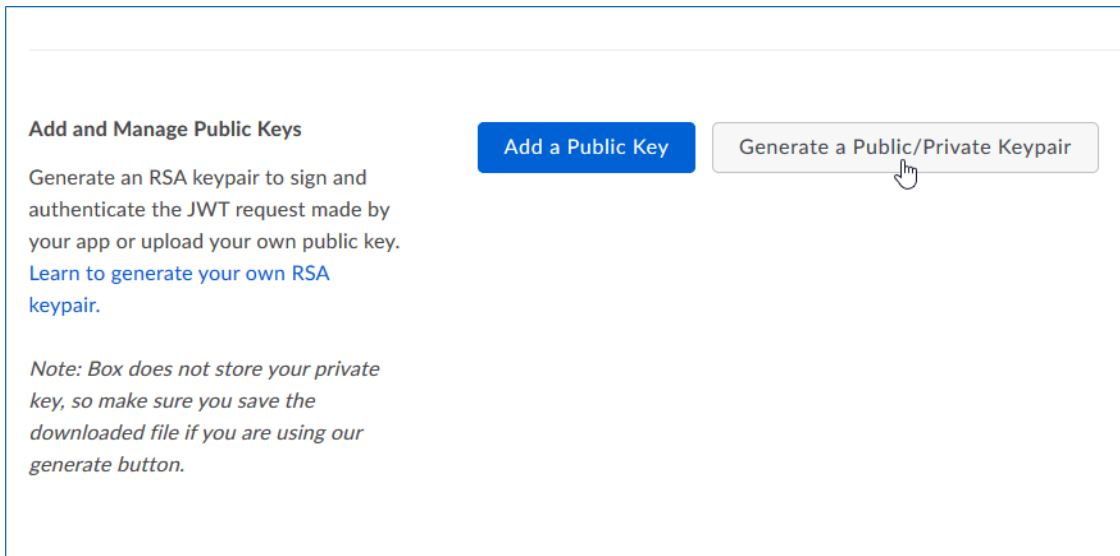 Add and Manage Public Keys
Add a Public Key
Generate a Public/Private Keypair
Generate an RSA keypair to sign and
authenticate the JWT request made by
your app or upload your own public key.
Learn to generate your own RSA
keypair.
Note: Box does not store your private
key, so make sure you save the
downloaded file if you are using our
generate button.